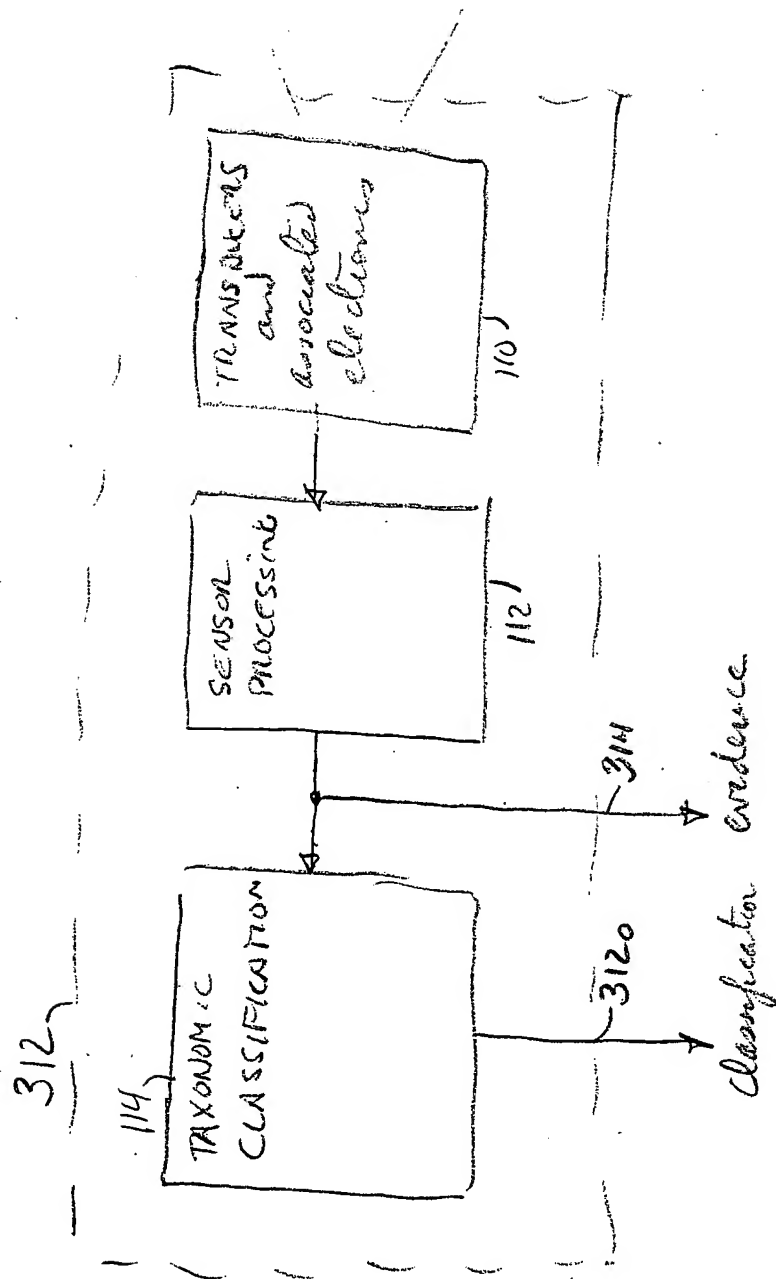 312
114
TAXONOMIC
CLASSIFICATION
SENSOR
PROCESSING
TRANSDUCERS
and
associated
electronics
112
110
3120
314
classification
evidence